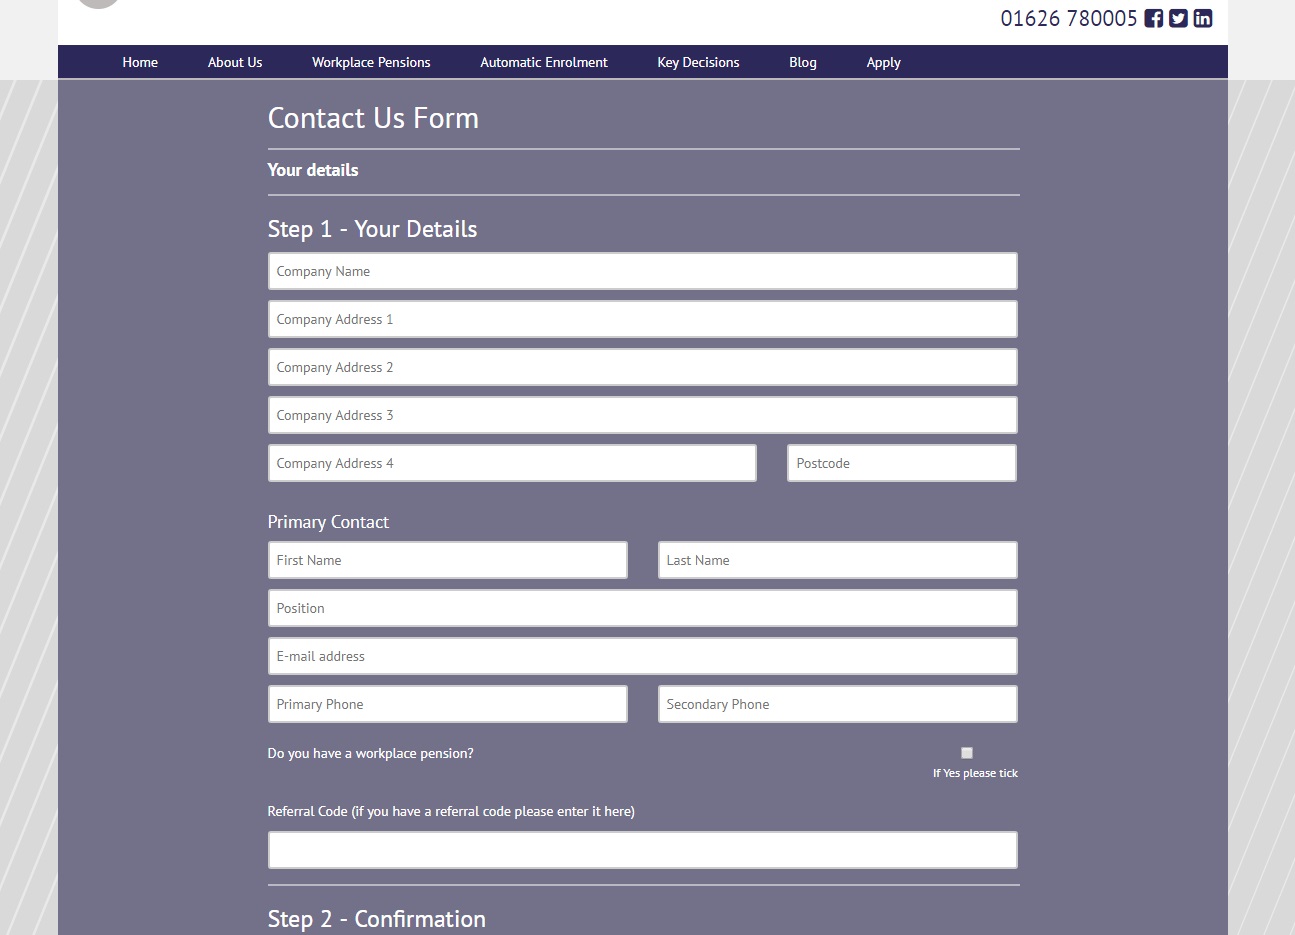 01626 780005
Home About Us Workplace Pensions Automatic Enrolment Key Decisions Blog Apply
Contact Us Form
Your details
Step 1 - Your Details
Company Name
Company Address 1
Company Address 2
Company Address 3
Company Address 4 Postcode
Primary Contact
First Name Last Name
Position
E-mail address
Primary Phone Secondary Phone
Do you have a workplace pension?
If Yes please tick
Referral Code (if you have a referral code please enter it here)
Step 2 - Confirmation